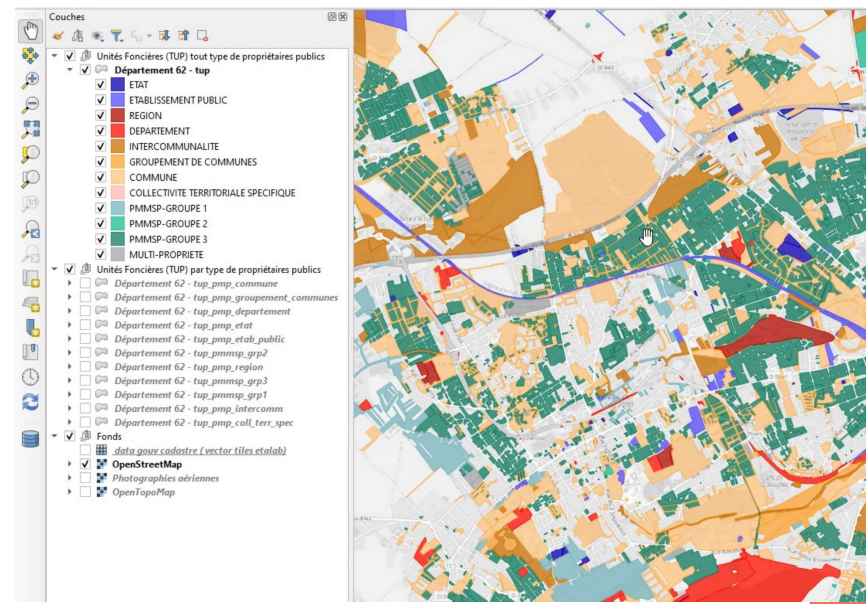 Couches
Unités Foncières (TUP) tout type de propriétaires publics
Département 62 - tup
ETAT
ETABLISSEMENT PUBLIC
REGION
DEPARTEMENT
INTERCOMMUNALITE
GROUPEMENT DE COMMUNES
COMMUNE
COLLECTIVITE TERRITORIALE SPECIFIQUE
PMMSP-GROUPE 1
PMMSP-GROUPE 2
PMMSP-GROUPE 3
MULTI-PROPRIETE
Unités Foncières (TUP) par type de propriétaires publics
Département 62 - tup_pmp_commune
Département 62 - tup_pmp_groupement_communes
Département 62 - tup_pmp_departement
Département 62 - tup_pmp_etat
Département 62 - tup_pmp_etab_public
Département 62 - tup_pmmsp_grp2
Département 62 - tup_pmp_region
Département 62 - tup_pmmsp_grp3
Département 62 - tup_pmmsp_grp1
Département 62 - tup_pmp_intercomm
Département 62 - tup_pmp_coll_terr_spec
Fonds
data gouv cadastre ( vector tiles etalab)
OpenStreetMap
Photographies aériennes
OpenTopoMap